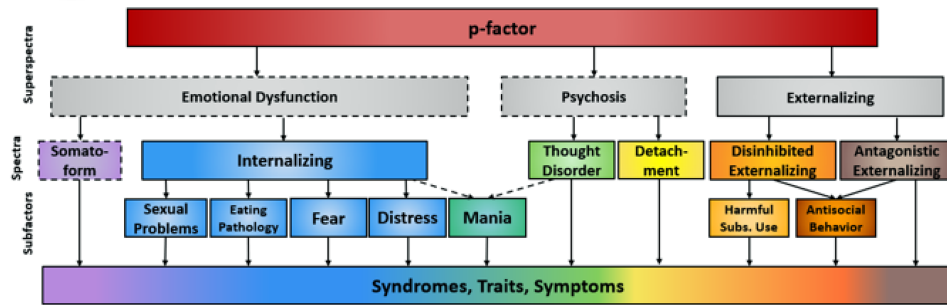 p-factor
Superspectra
Emotional Dysfunction
Psychosis
Externalizing
Spectra
Somato-
form
Internalizing
Thought
Disorder
Detach-
ment
Disinhibited
Externalizing
Antagonistic
Externalizing
Subfactors
Sexual
Problems
Eating
Pathology
Fear
Distress
Mania
Harmful
Subs. Use
Antisocial
Behavior
Syndromes, Traits, Symptoms